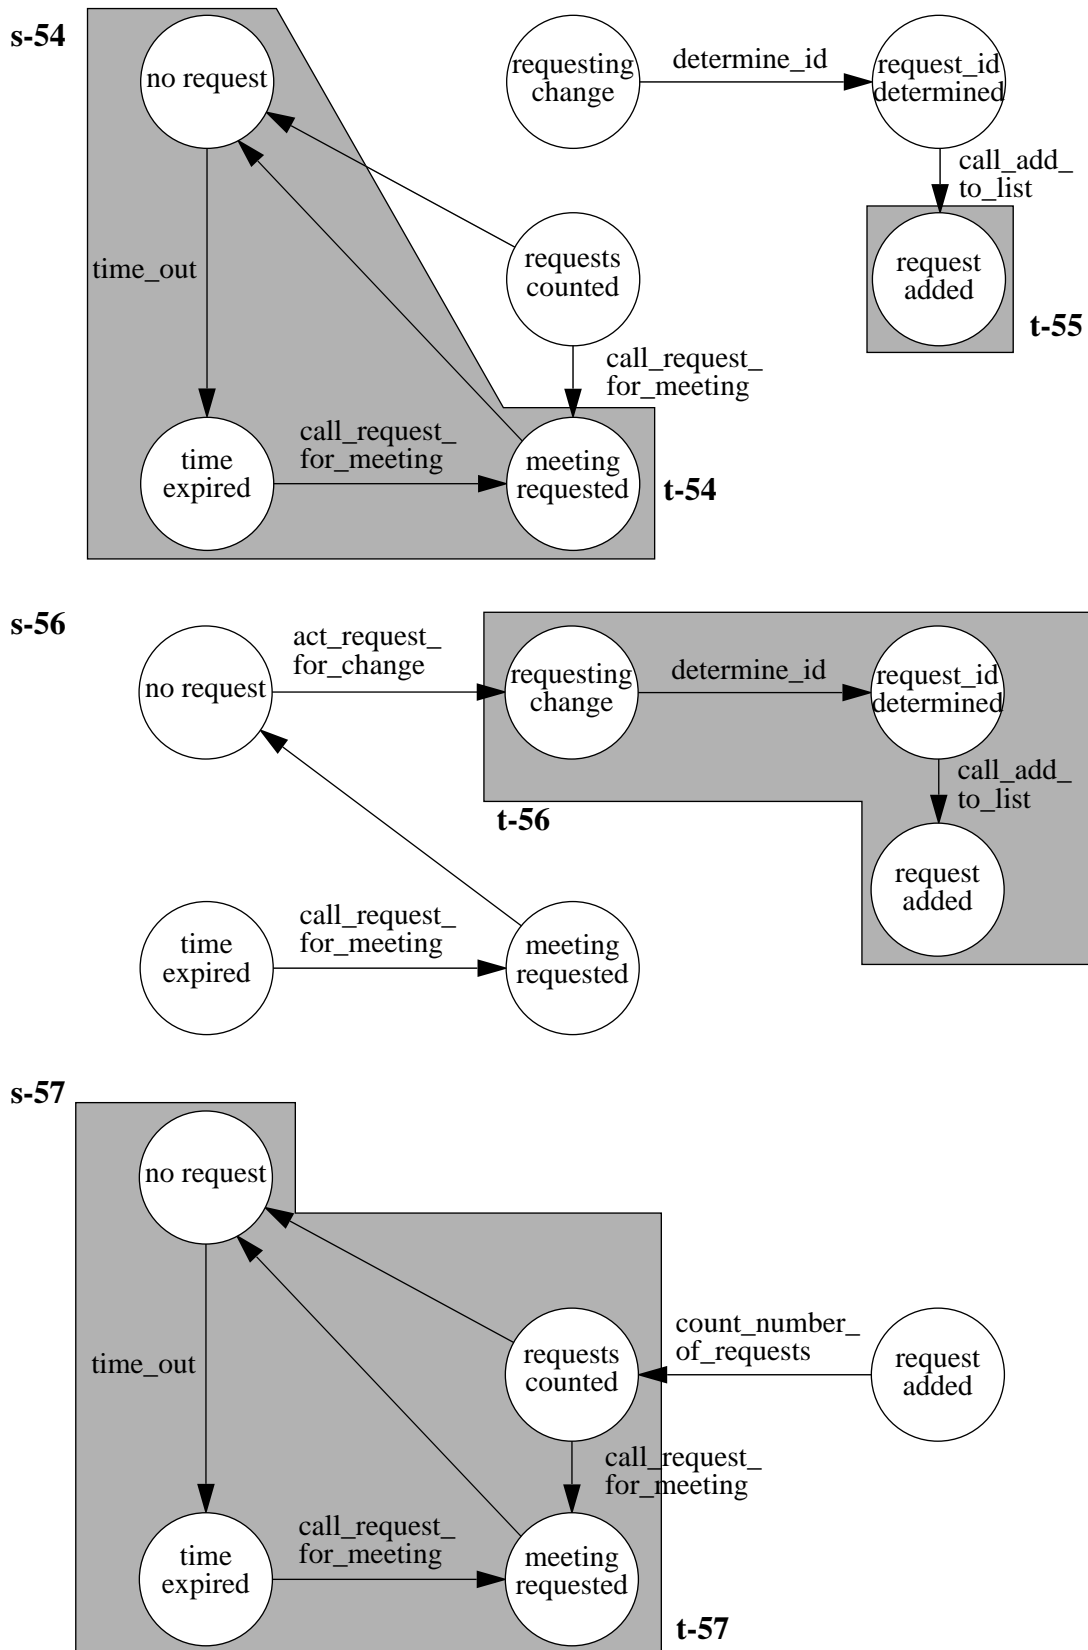 s-54
no request
requesting
change
determine_id
request_id
determined
call_add_
to_list
time_out
requests
counted
request
added
t-55
call_request_
for_meeting
time
expired
call_request_
for_meeting
meeting
requested
t-54
s-56
no request
act_request_
for_change
requesting
change
determine_id
request_id
determined
call_add_
to_list
t-56
request
added
time
expired
call_request_
for_meeting
meeting
requested
s-57
no request
time_out
requests
counted
count_number_
of_requests
request
added
call_request_
for_meeting
time
expired
call_request_
for_meeting
meeting
requested
t-57